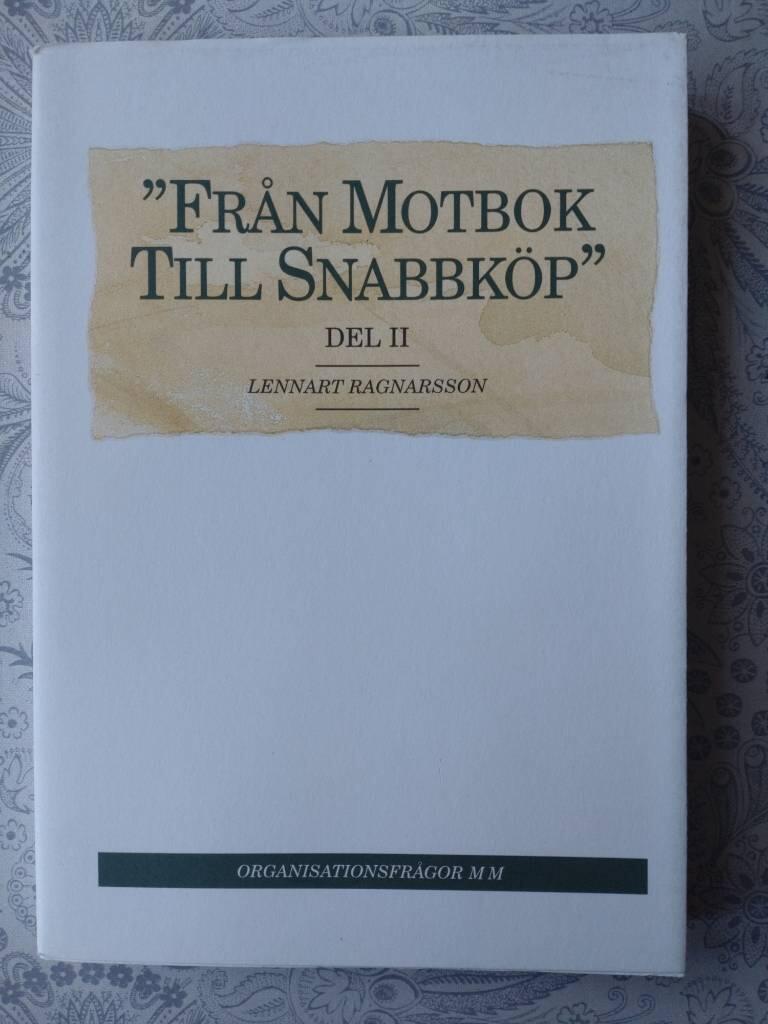 ”FRÅN MOTBOK
TILL SNABBKÖP”
DEL II
LENNART RAGNARSSON
ORGANISATIONSFRÅGOR M M